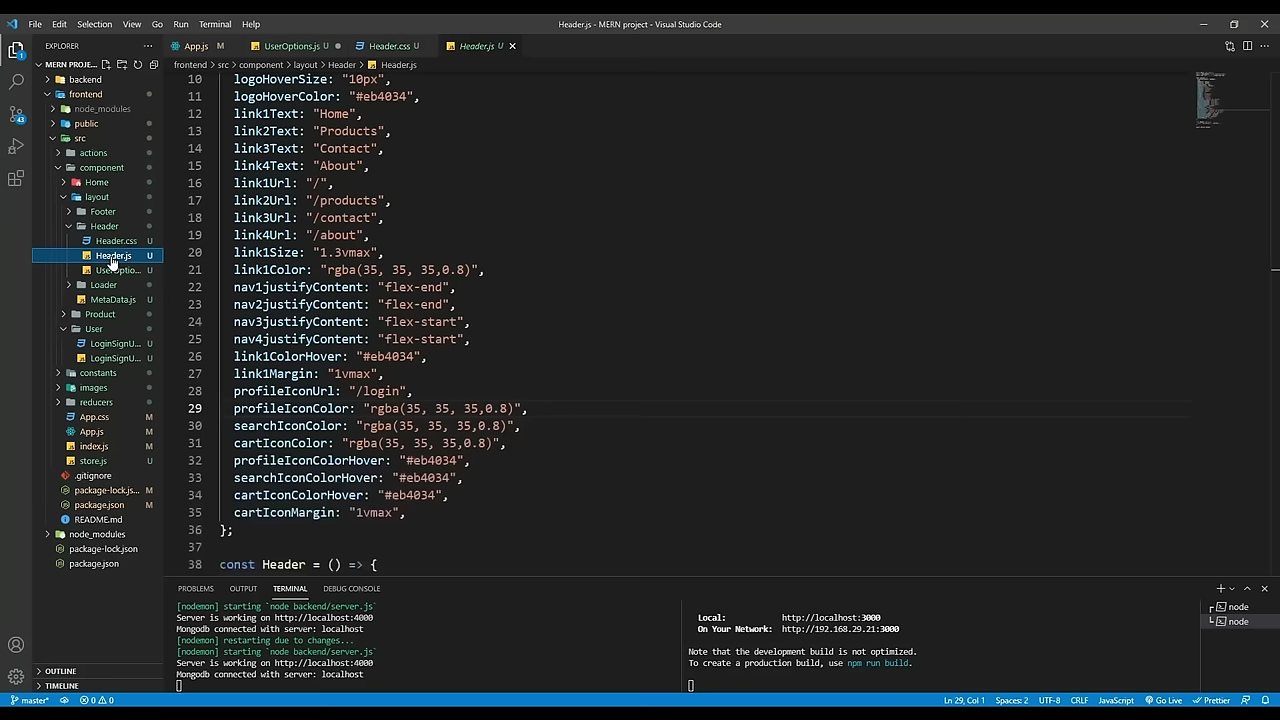 File Edit Selection View Go Run Terminal Help
Header.js - MERN project - Visual Studio Code
EXPLORER
App.js M
UserOptions.js U
Header.css U
Header.js U
MERN PROJE...
frontend > src > component > layout > Header > Header.js
backend
frontend
node_modules
public
src
actions
component
Home
layout
Footer
Header
Header.css U
Header.js U
UserOptio... U
Loader
MetaData.js U
Product
User
LoginSignU... U
LoginSignU... U
constants
images
reducers
App.css M
App.js M
index.js M
store.js U
.gitignore
package-lock.js... M
package.json M
README.md
node_modules
package-lock.json
package.json
OUTLINE
TIMELINE
10 logoHoverSize: "10px",
11 logoHoverColor: "#eb4034",
12 link1Text: "Home",
13 link2Text: "Products",
14 link3Text: "Contact",
15 link4Text: "About",
16 link1Url: "/",
17 link2Url: "/products",
18 link3Url: "/contact",
19 link4Url: "/about",
20 link1Size: "1.3vmax",
21 link1Color: "rgba(35, 35, 35,0.8)",
22 nav1justifyContent: "flex-end",
23 nav2justifyContent: "flex-end",
24 nav3justifyContent: "flex-start",
25 nav4justifyContent: "flex-start",
26 link1ColorHover: "#eb4034",
27 link1Margin: "1vmax",
28 profileIconUrl: "/login",
29 profileIconColor: "rgba(35, 35, 35,0.8)",
30 searchIconColor: "rgba(35, 35, 35,0.8)",
31 cartIconColor: "rgba(35, 35, 35,0.8)",
32 profileIconColorHover: "#eb4034",
33 searchIconColorHover: "#eb4034",
34 cartIconColorHover: "#eb4034",
35 cartIconMargin: "1vmax",
36 };
37
38 const Header = () => {
PROBLEMS OUTPUT TERMINAL DEBUG CONSOLE
[nodemon] starting `node backend/server.js`
Server is working on http://localhost:4000
Mongodb connected with server: localhost
[nodemon] restarting due to changes...
[nodemon] starting `node backend/server.js`
Server is working on http://localhost:4000
Mongodb connected with server: localhost
Local: http://localhost:3000
On Your Network: http://192.168.29.21:3000
Note that the development build is not optimized.
To create a production build, use npm run build.
node
node
master* 0 0
Ln 29, Col 1 Spaces: 2 UTF-8 CRLF JavaScript Go Live Prettier